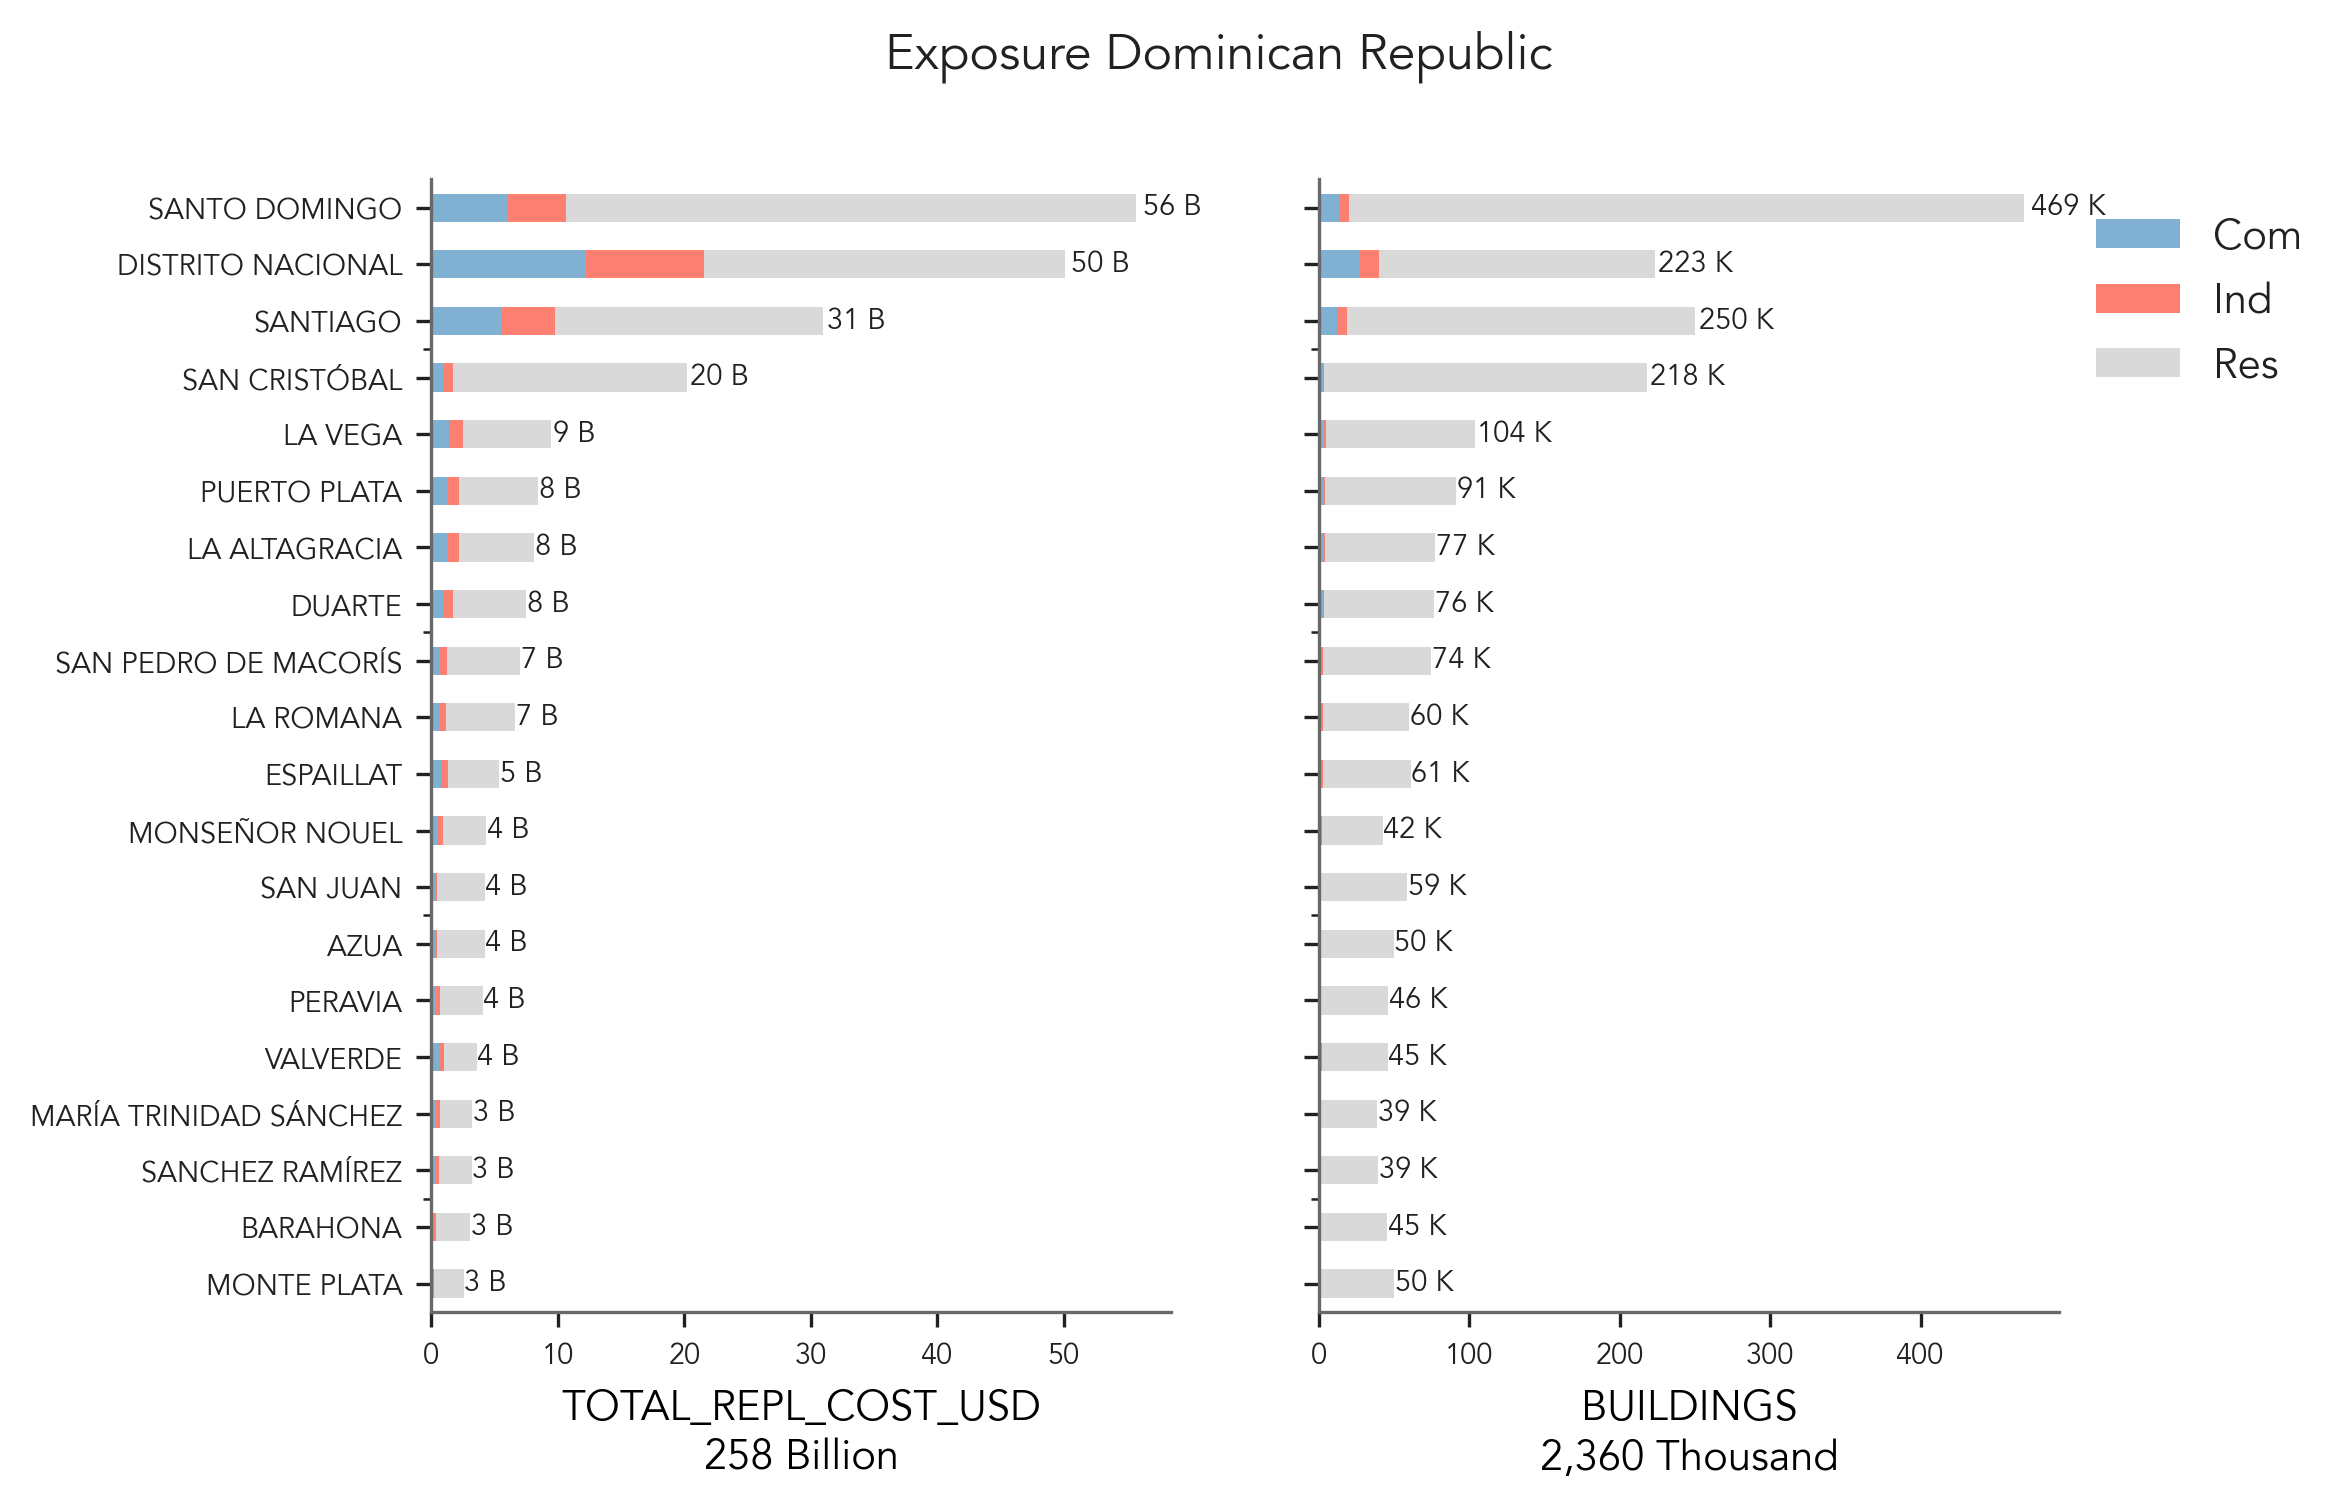 Exposure Dominican Republic
SANTO DOMINGO 56 B 469 K
DISTRITO NACIONAL 50 B 223 K
SANTIAGO 31 B 250 K
SAN CRISTÓBAL 20 B 218 K
LA VEGA 9 B 104 K
PUERTO PLATA 8 B 91 K
LA ALTAGRACIA 8 B 77 K
DUARTE 8 B 76 K
SAN PEDRO DE MACORÍS 7 B 74 K
LA ROMANA 7 B 60 K
ESPAILLAT 5 B 61 K
MONSEÑOR NOUEL 4 B 42 K
SAN JUAN 4 B 59 K
AZUA 4 B 50 K
PERAVIA 4 B 46 K
VALVERDE 4 B 45 K
MARÍA TRINIDAD SÁNCHEZ 3 B 39 K
SANCHEZ RAMÍREZ 3 B 39 K
BARAHONA 3 B 45 K
MONTE PLATA 3 B 50 K
0 10 20 30 40 50
TOTAL_REPL_COST_USD
258 Billion
0 100 200 300 400
BUILDINGS
2,360 Thousand
Com
Ind
Res